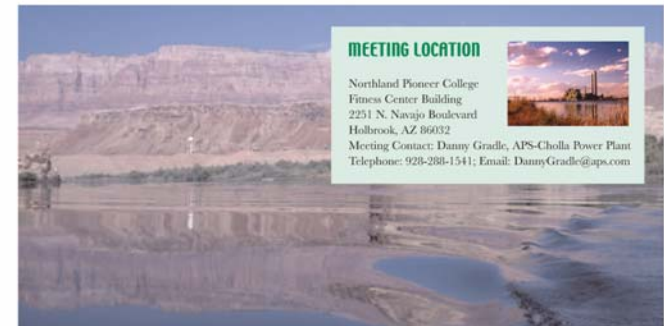 MEETING LOCATION
Northland Pioneer College
Fitness Center Building
2251 N. Navajo Boulevard
Holbrook, AZ 86032
Meeting Contact: Danny Gradle, APS-Cholla Power Plant
Telephone: 928-288-1541; Email: DannyGradle@aps.com